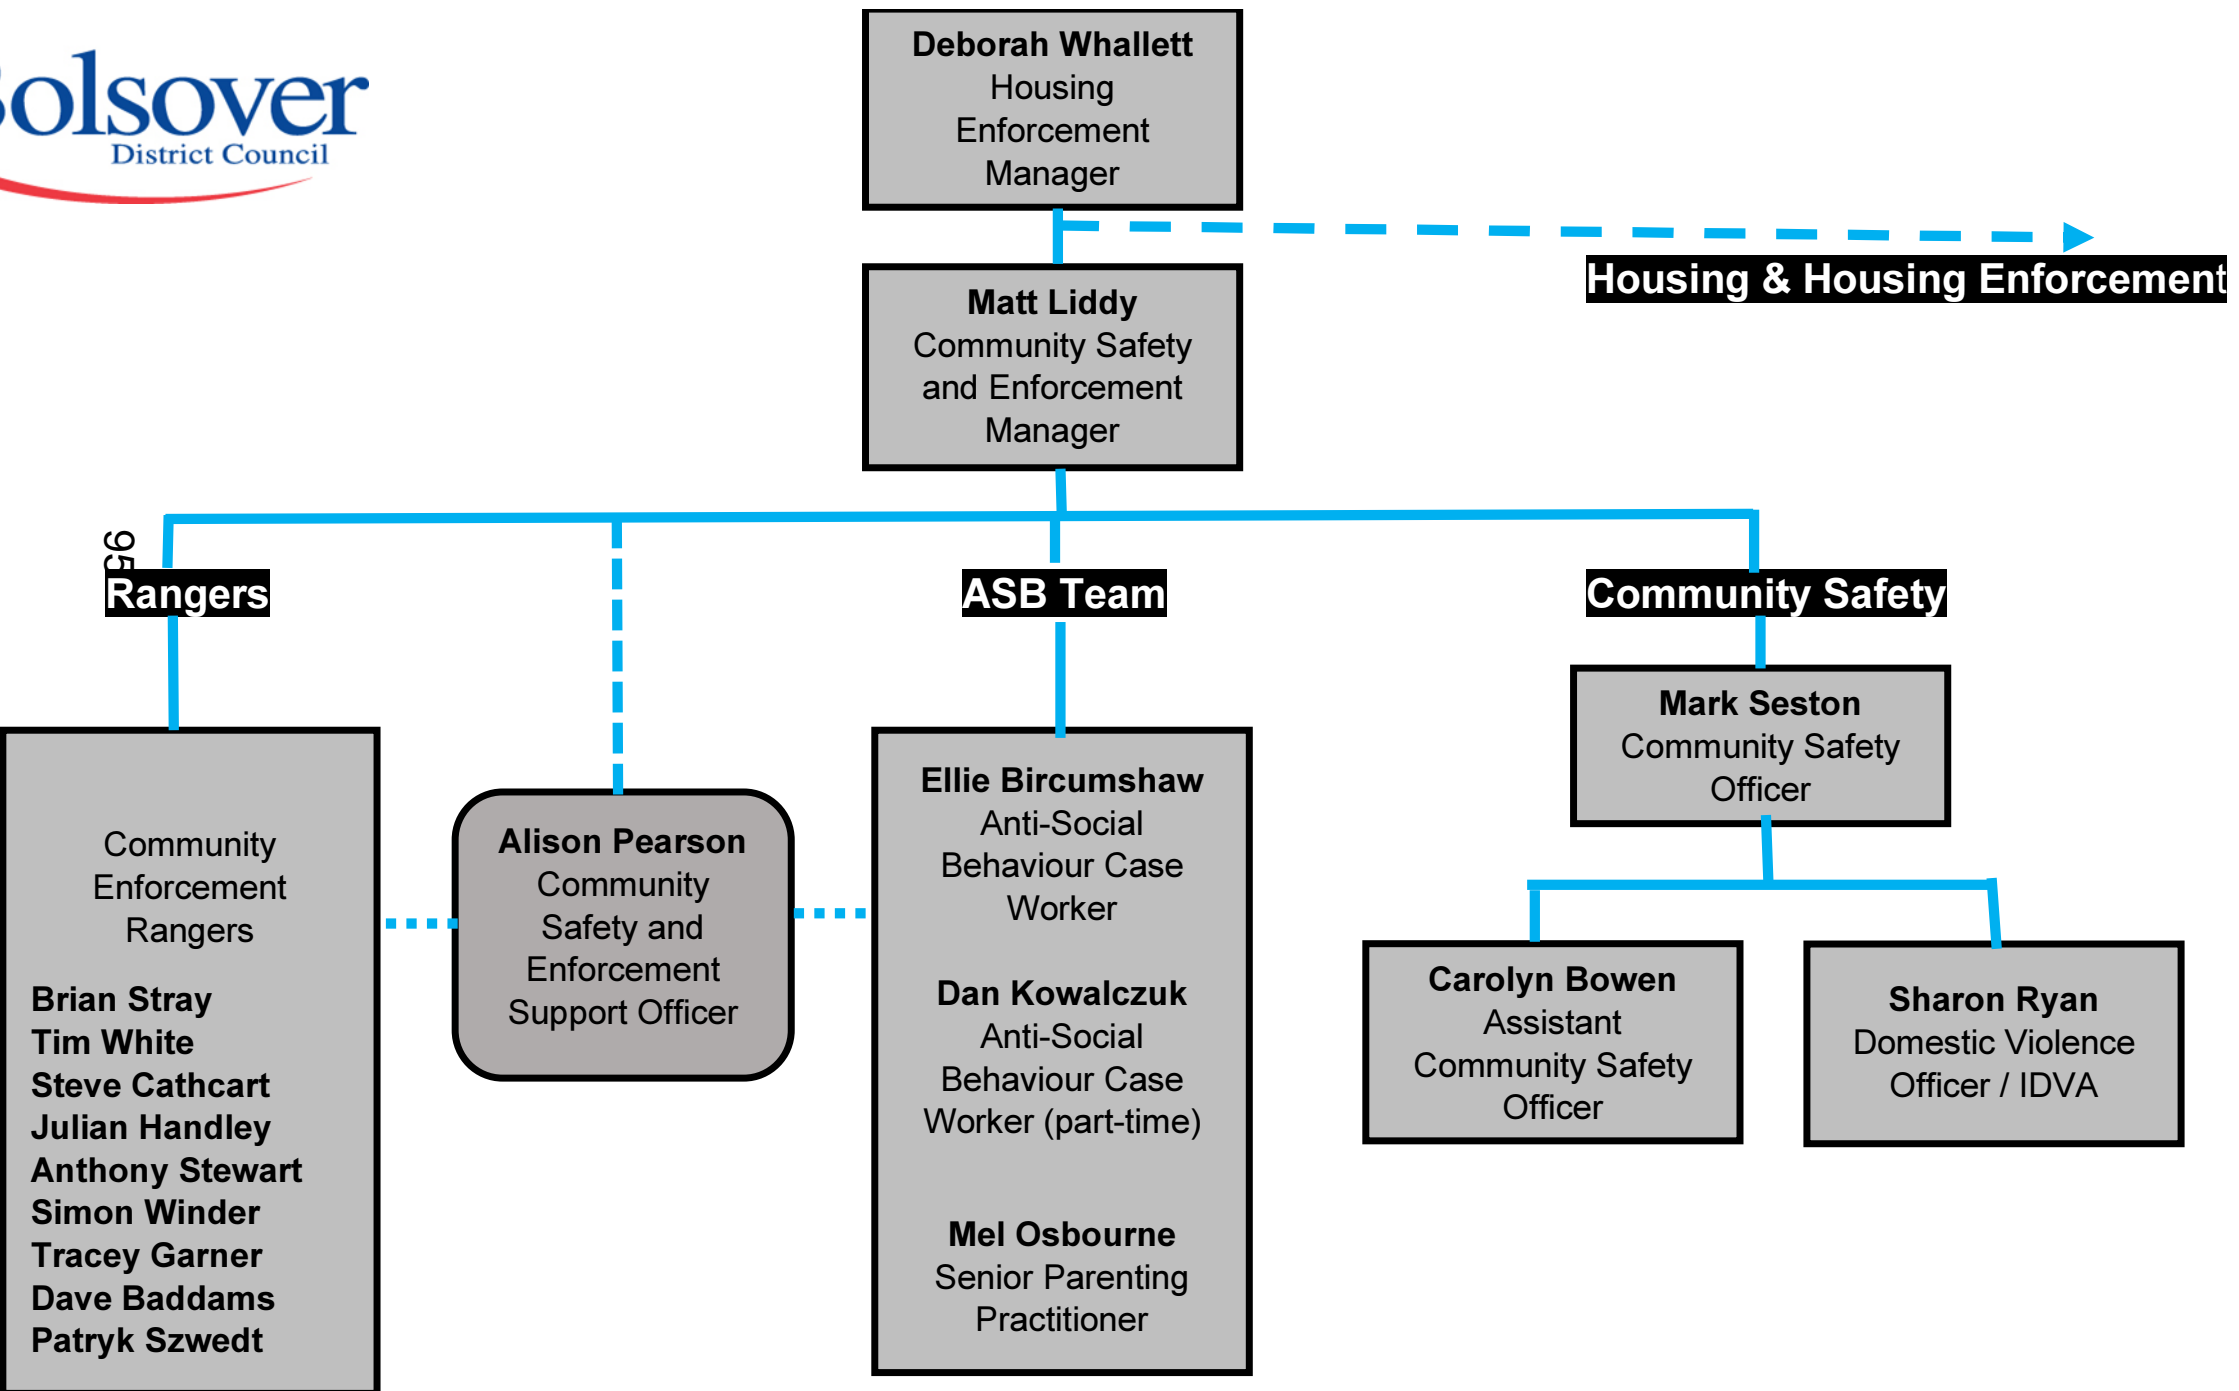 Bolsover
District Council
Deborah Whallett
Housing
Enforcement
Manager
Housing & Housing Enforcement
Matt Liddy
Community Safety
and Enforcement
Manager
95
Rangers
ASB Team
Community Safety
Community
Enforcement
Rangers
Brian Stray
Tim White
Steve Cathcart
Julian Handley
Anthony Stewart
Simon Winder
Tracey Garner
Dave Baddams
Patryk Szwedt
Alison Pearson
Community
Safety and
Enforcement
Support Officer
Ellie Bircumshaw
Anti-Social
Behaviour Case
Worker
Dan Kowalczuk
Anti-Social
Behaviour Case
Worker (part-time)
Mel Osbourne
Senior Parenting
Practitioner
Mark Seston
Community Safety
Officer
Carolyn Bowen
Assistant
Community Safety
Officer
Sharon Ryan
Domestic Violence
Officer / IDVA